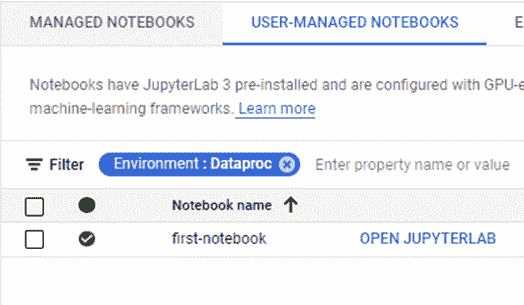 MANAGED NOTEBOOKS USER-MANAGED NOTEBOOKS E
Notebooks have JupyterLab 3 pre-installed and are configured with GPU-e
machine-learning frameworks. Learn more
Filter Environment : Dataproc Enter property name or value
Notebook name
first-notebook OPEN JUPYTERLAB